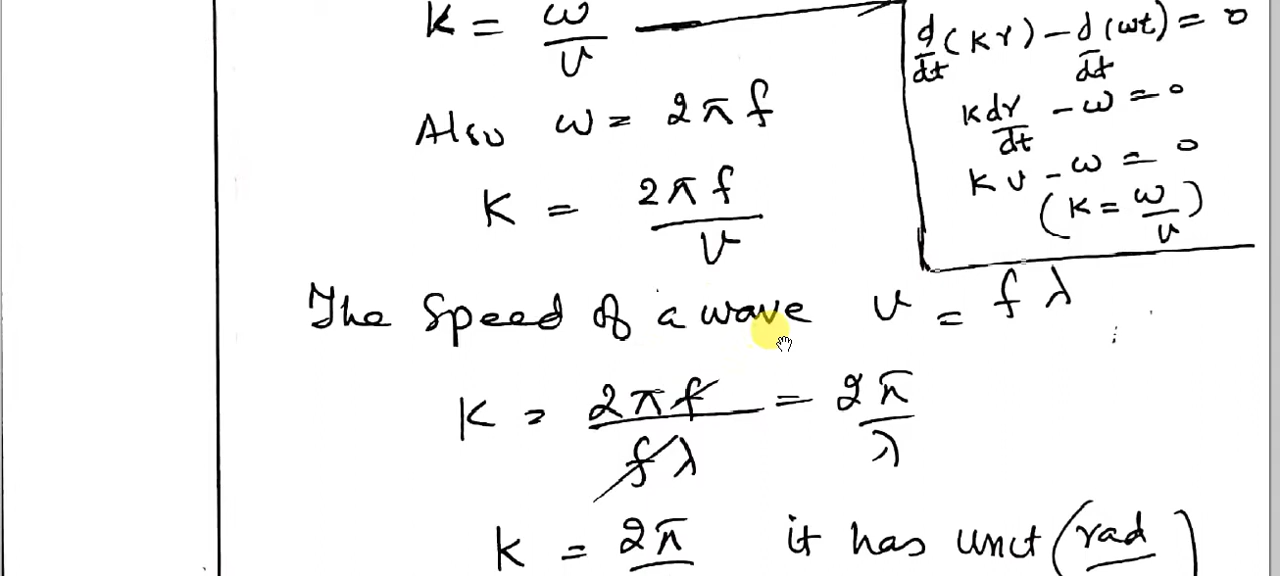 K = ω/v
Also ω = 2πf
K = 2πf/v
d/dt (Kr) - d/dt (ωt) = 0
K dr/dt - ω = 0
Kv - ω = 0
(K = ω/v)
The Speed of a wave v = fλ
K = 2πf/fλ = 2π/λ
K = 2π it has unit (rad